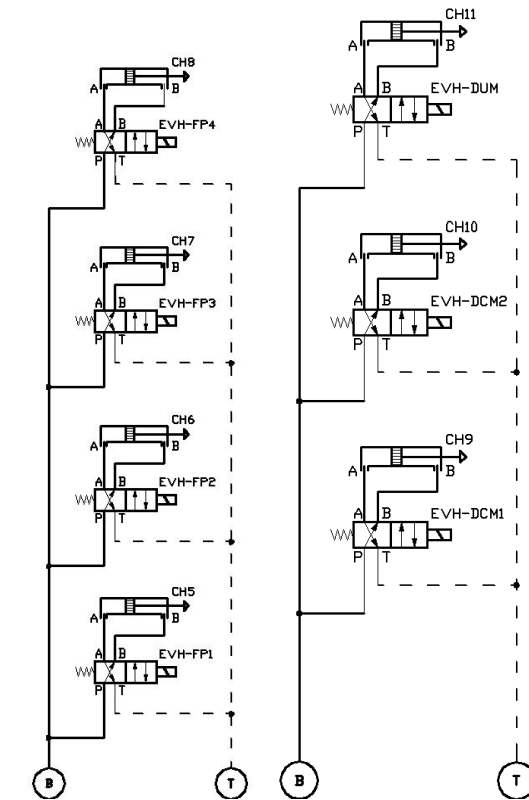 CH8
A B
A B EVH-FP4
P T
CH7
A B
A B EVH-FP3
P T
CH6
A B
A B EVH-FP2
P T
CH5
A B
A B EVH-FP1
P T
B T
CH11
A B
A B EVH-DUM
P T
CH10
A B
A B EVH-DCM2
P T
CH9
A B
A B EVH-DCM1
P T
B T